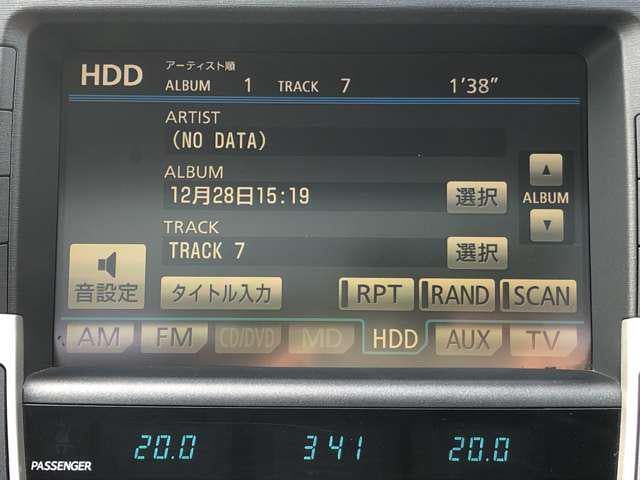 HDD アーティスト順
ALBUM 1 TRACK 7 1'38"
ARTIST
(NO DATA)
ALBUM
12月28日15:19 選択
▲
ALBUM
▼
TRACK
TRACK 7 選択
音設定 タイトル入力 RPT RAND SCAN
AM FM CD/DVD MD HDD AUX TV
20.0 3 41 20.0
PASSENGER